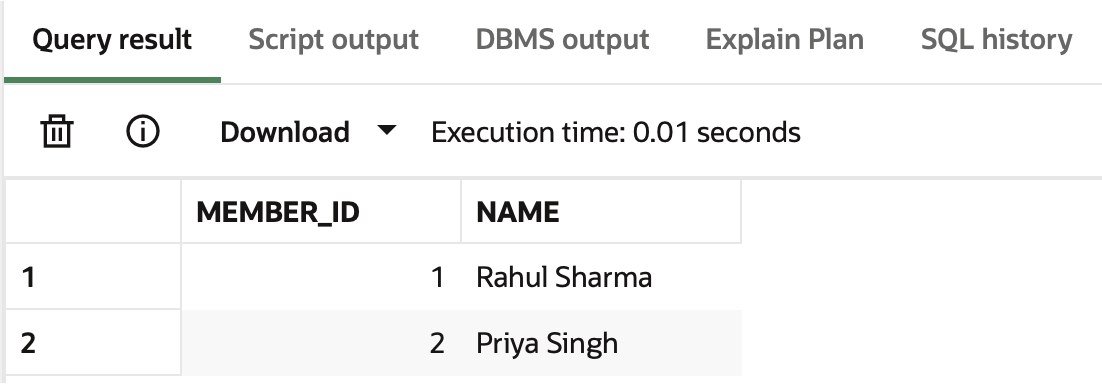 Query result Script output DBMS output Explain Plan SQL history
Download Execution time: 0.01 seconds
MEMBER_ID NAME
1 1 Rahul Sharma
2 2 Priya Singh